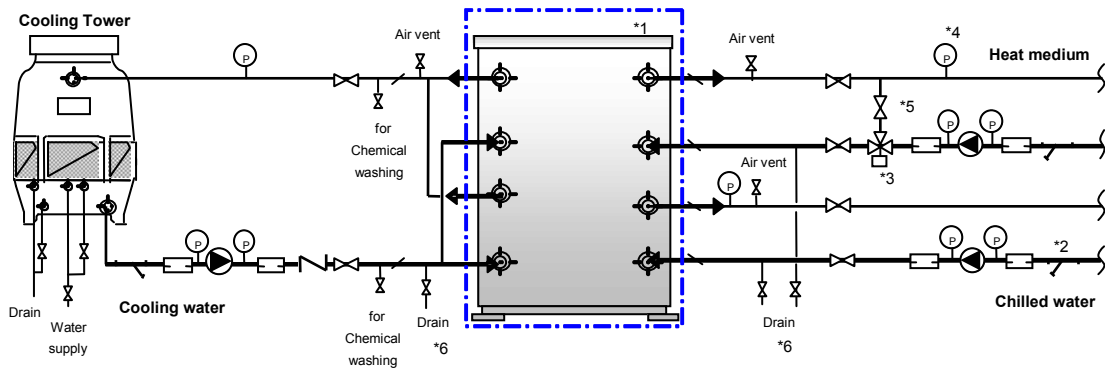 Cooling Tower
*1
*4
Air vent
Air vent
Heat medium
P
P
*5
for
Chemical
washing
P
P
*3
Air vent
P
P
P
P
P
*2
Drain
Water
supply
Cooling water
for
Chemical
washing
Drain
*6
Drain
*6
Chilled water